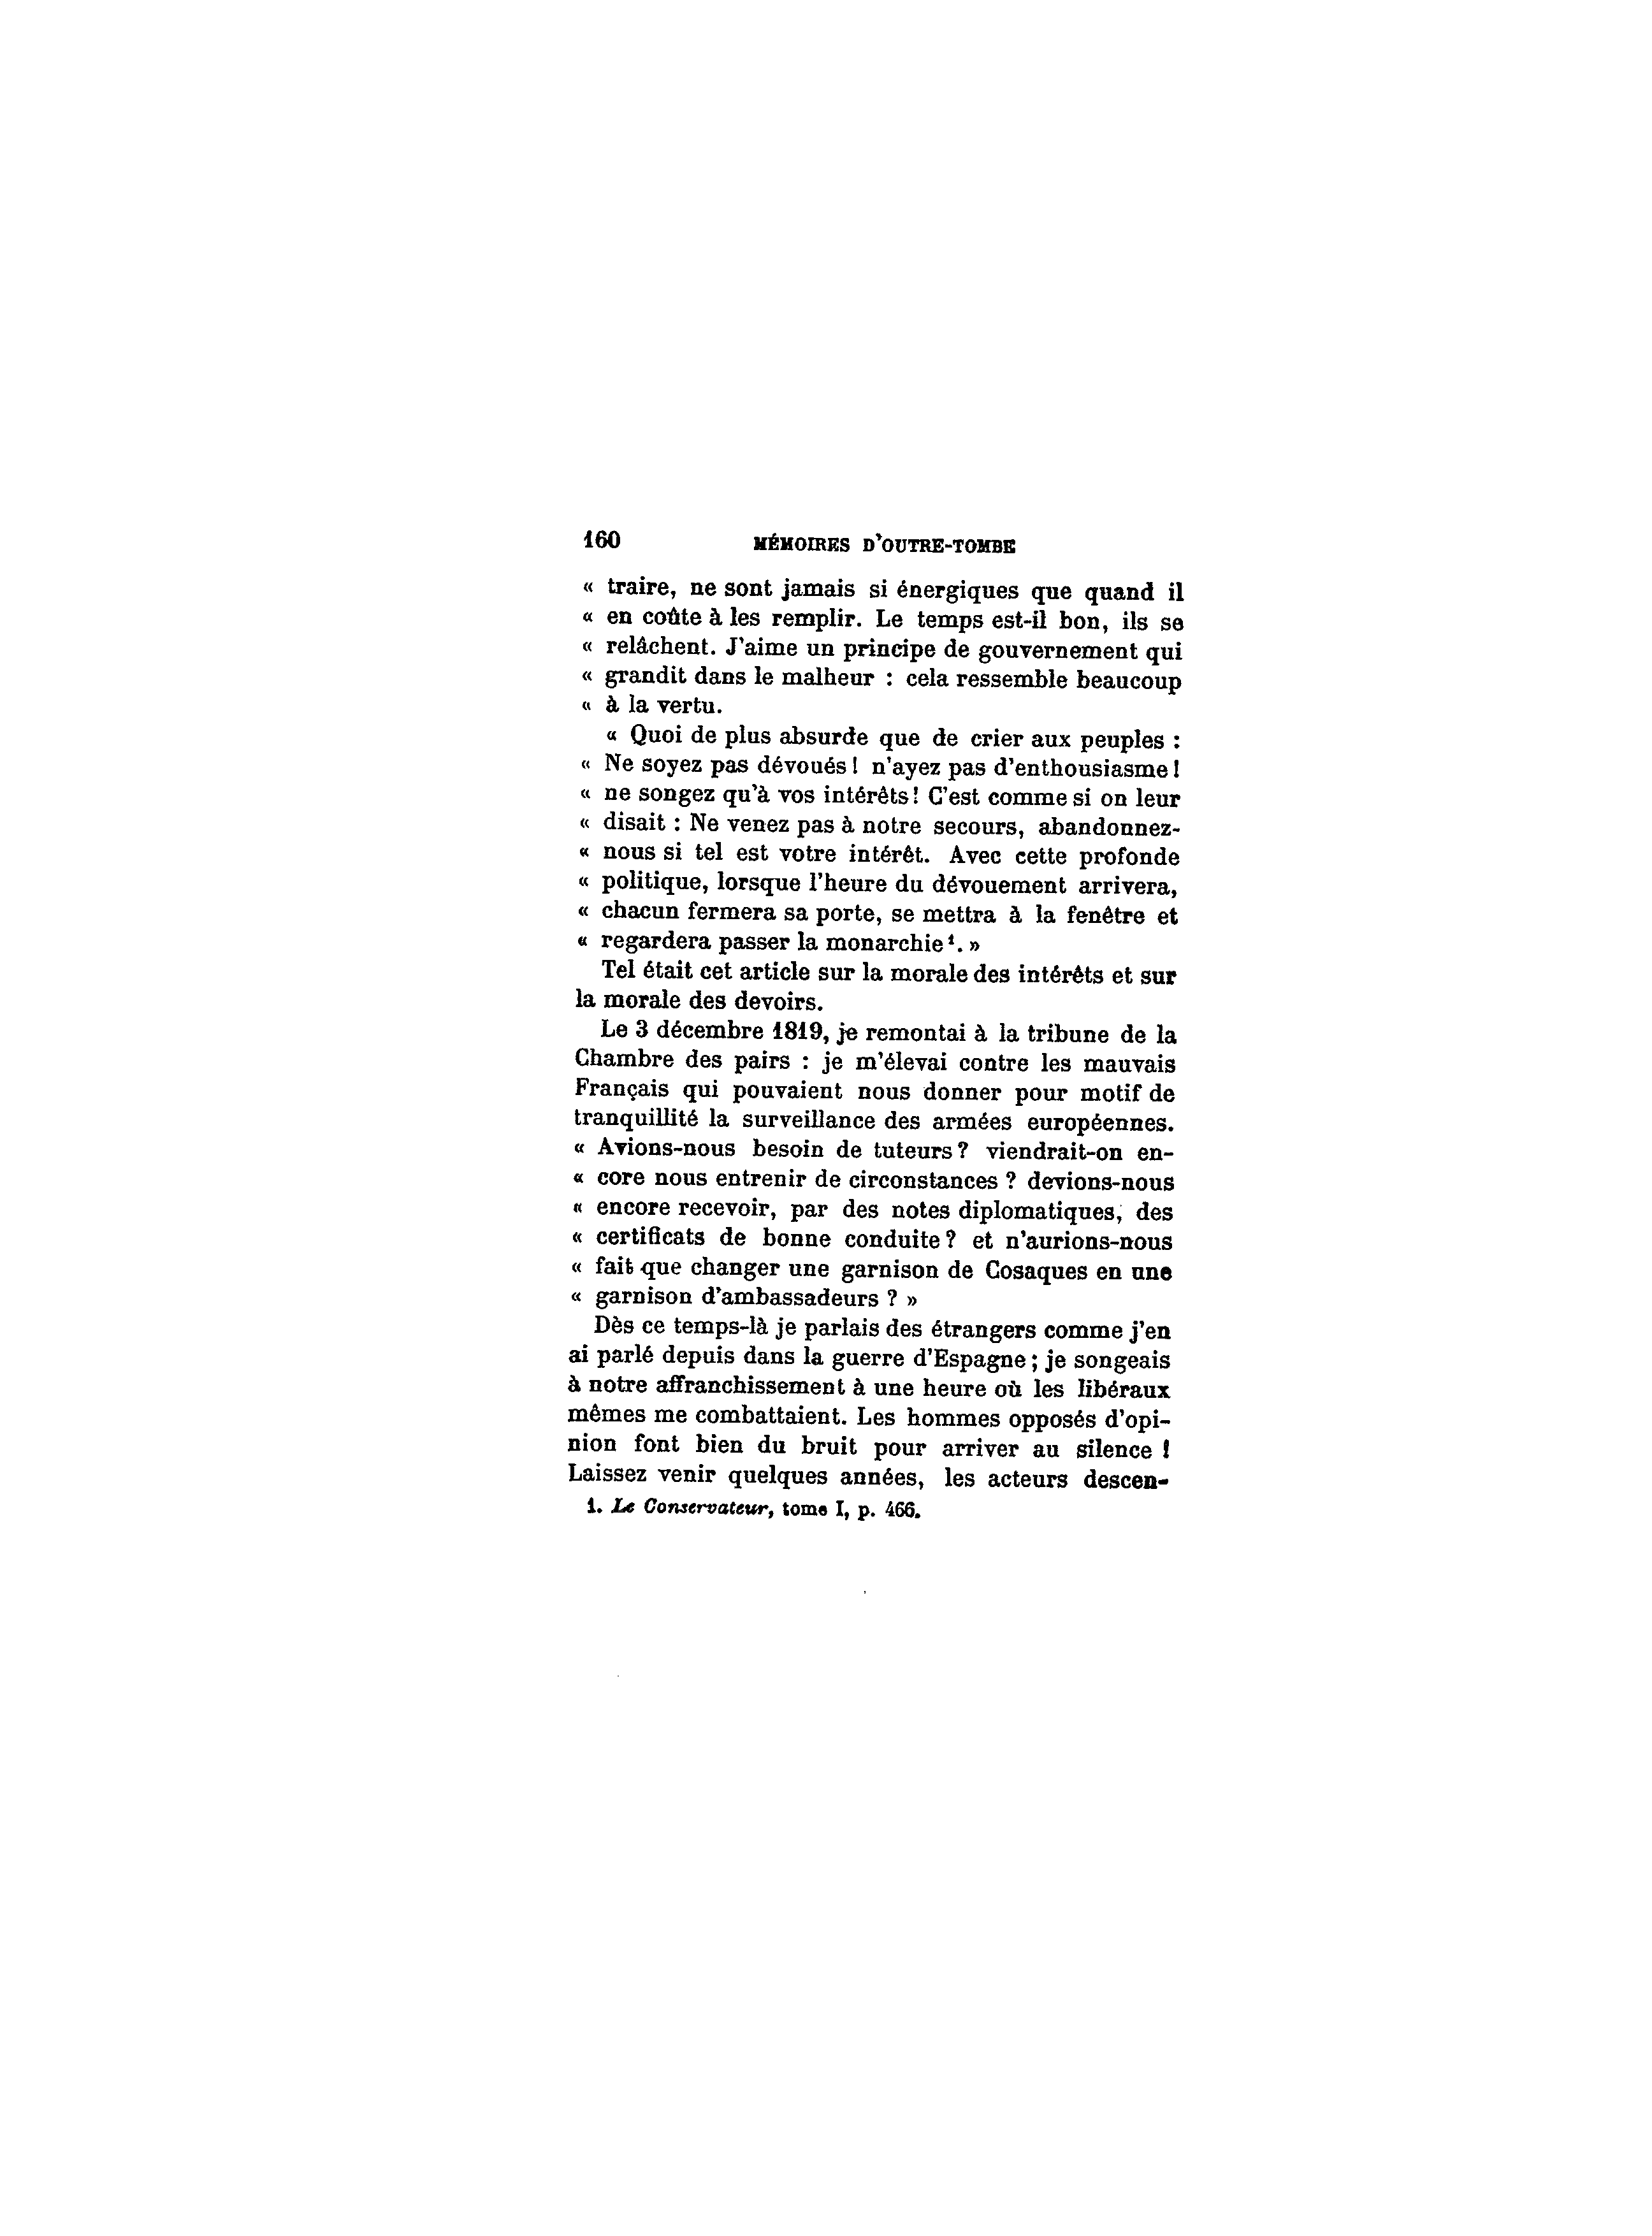 160 MÉMOIRES D'OUTRE-TOMBE
« traire, ne sont jamais si énergiques que quand il
« en coûte à les remplir. Le temps est-il bon, ils se
« relâchent. J'aime un principe de gouvernement qui
« grandit dans le malheur : cela ressemble beaucoup
« à la vertu.
« Quoi de plus absurde que de crier aux peuples :
« Ne soyez pas dévoués ! n'ayez pas d'enthousiasme !
« ne songez qu'à vos intérêts ! C'est comme si on leur
« disait : Ne venez pas à notre secours, abandonnez-
« nous si tel est votre intérêt. Avec cette profonde
« politique, lorsque l'heure du dévouement arrivera,
« chacun fermera sa porte, se mettra à la fenêtre et
« regardera passer la monarchie¹. »
Tel était cet article sur la morale des intérêts et sur
la morale des devoirs.
Le 3 décembre 1819, je remontai à la tribune de la
Chambre des pairs : je m'élevai contre les mauvais
Français qui pouvaient nous donner pour motif de
tranquillité la surveillance des armées européennes.
« Avions-nous besoin de tuteurs ? viendrait-on en-
« core nous entrenir de circonstances ? devions-nous
« encore recevoir, par des notes diplomatiques, des
« certificats de bonne conduite ? et n'aurions-nous
« fait que changer une garnison de Cosaques en une
« garnison d'ambassadeurs ? »
Dès ce temps-là je parlais des étrangers comme j'en
ai parlé depuis dans la guerre d'Espagne ; je songeais
à notre affranchissement à une heure où les libéraux
mêmes me combattaient. Les hommes opposés d'opi-
nion font bien du bruit pour arriver au silence !
Laissez venir quelques années, les acteurs descen-
1. Le Conservateur, tome I, p. 466.